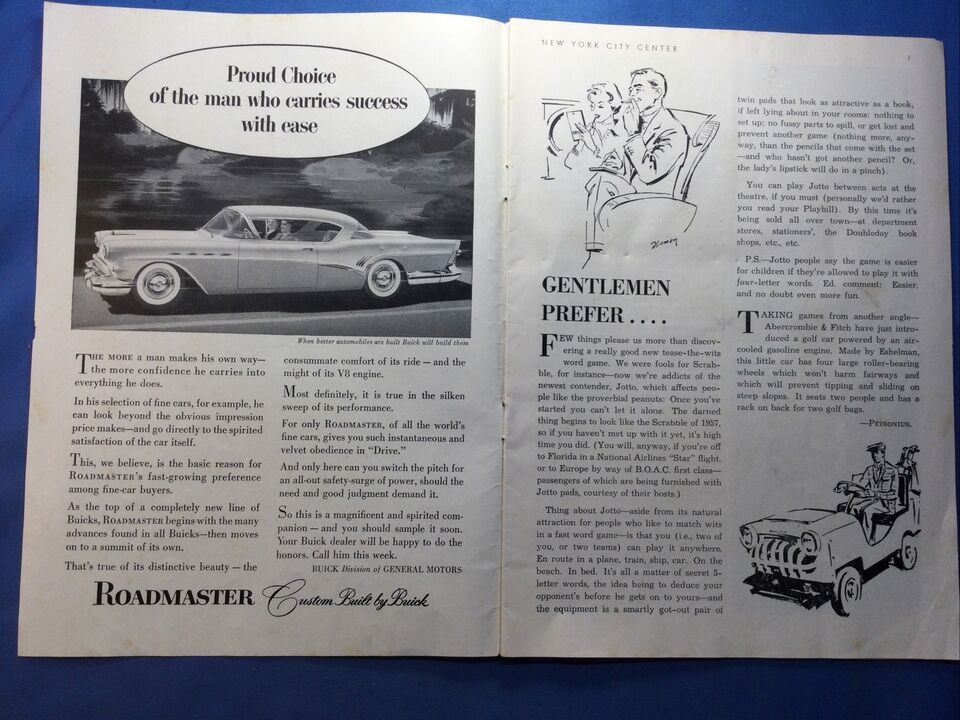 Proud Choice
of the man who carries success
with ease
When better automobiles are built Buick will build them
THE MORE a man makes his own way—
the more confidence he carries into
everything he does.
In his selection of fine cars, for example, he
can look beyond the obvious impression
price makes—and go directly to the spirited
satisfaction of the car itself.
This, we believe, is the basic reason for
ROADMASTER's fast-growing preference
among fine-car buyers.
As the top of a completely new line of
Buicks, ROADMASTER begins with the many
advances found in all Buicks—then moves
on to a summit of its own.
That's true of its distinctive beauty — the
consummate comfort of its ride — and the
might of its V8 engine.
Most definitely, it is true in the silken
sweep of its performance.
For only ROADMASTER, of all the world's
fine cars, gives you such instantaneous and
velvet obedience in "Drive."
And only here can you switch the pitch for
an all-out safety-surge of power, should the
need and good judgment demand it.
So this is a magnificent and spirited com-
panion — and you should sample it soon.
Your Buick dealer will be happy to do the
honors. Call him this week.
BUICK Division of GENERAL MOTORS
ROADMASTER Custom Built by Buick
NEW YORK CITY CENTER
1
GENTLEMEN
PREFER . . . .
FEW things please us more than discov-
ering a really good new tease-the-wits
word game. We were fools for Scrab-
ble, for instance—now we're addicts of the
newest contender, Jotto, which affects peo-
ple like the proverbial peanuts: Once you've
started you can't let it alone. The darned
thing begins to look like the Scrabble of 1957,
so if you haven't met up with it yet, it's high
time you did. (You will, anyway, if you're off
to Florida in a National Airlines "Star" flight,
or to Europe by way of B.O.A.C. first class—
passengers of which are being furnished with
Jotto pads, courtesy of their hosts.)
Thing about Jotto—aside from its natural
attraction for people who like to match wits
in a fast word game—is that you (i.e., two of
you, or two teams) can play it anywhere.
En route in a plane, train, ship, car. On the
beach. In bed. It's all a matter of secret 5-
letter words, the idea being to deduce your
opponent's before he gets on to yours—and
the equipment is a smartly got-out pair of
twin pads that look as attractive as a book,
if left lying about in your rooms: nothing to
set up; no fussy parts to spill, or get lost and
prevent another game (nothing more, any-
way, than the pencils that come with the set
—and who hasn't got another pencil? Or,
the lady's lipstick will do in a pinch).
You can play Jotto between acts at the
theatre, if you must (personally we'd rather
you read your Playbill). By this time it's
being sold all over town—at department
stores, stationers', the Doubleday book
shops, etc., etc.
P.S.—Jotto people say the game is easier
for children if they're allowed to play it with
four-letter words. Ed. comment: Easier,
and no doubt even more fun.
TAKING games from another angle—
Abercrombie & Fitch have just intro-
duced a golf car powered by an air-
cooled gasoline engine. Made by Eshelman,
this little car has four large roller-bearing
wheels which won't harm fairways and
which will prevent tipping and sliding on
steep slopes. It seats two people and has a
rack on back for two golf bags.
—PETRONIUS.